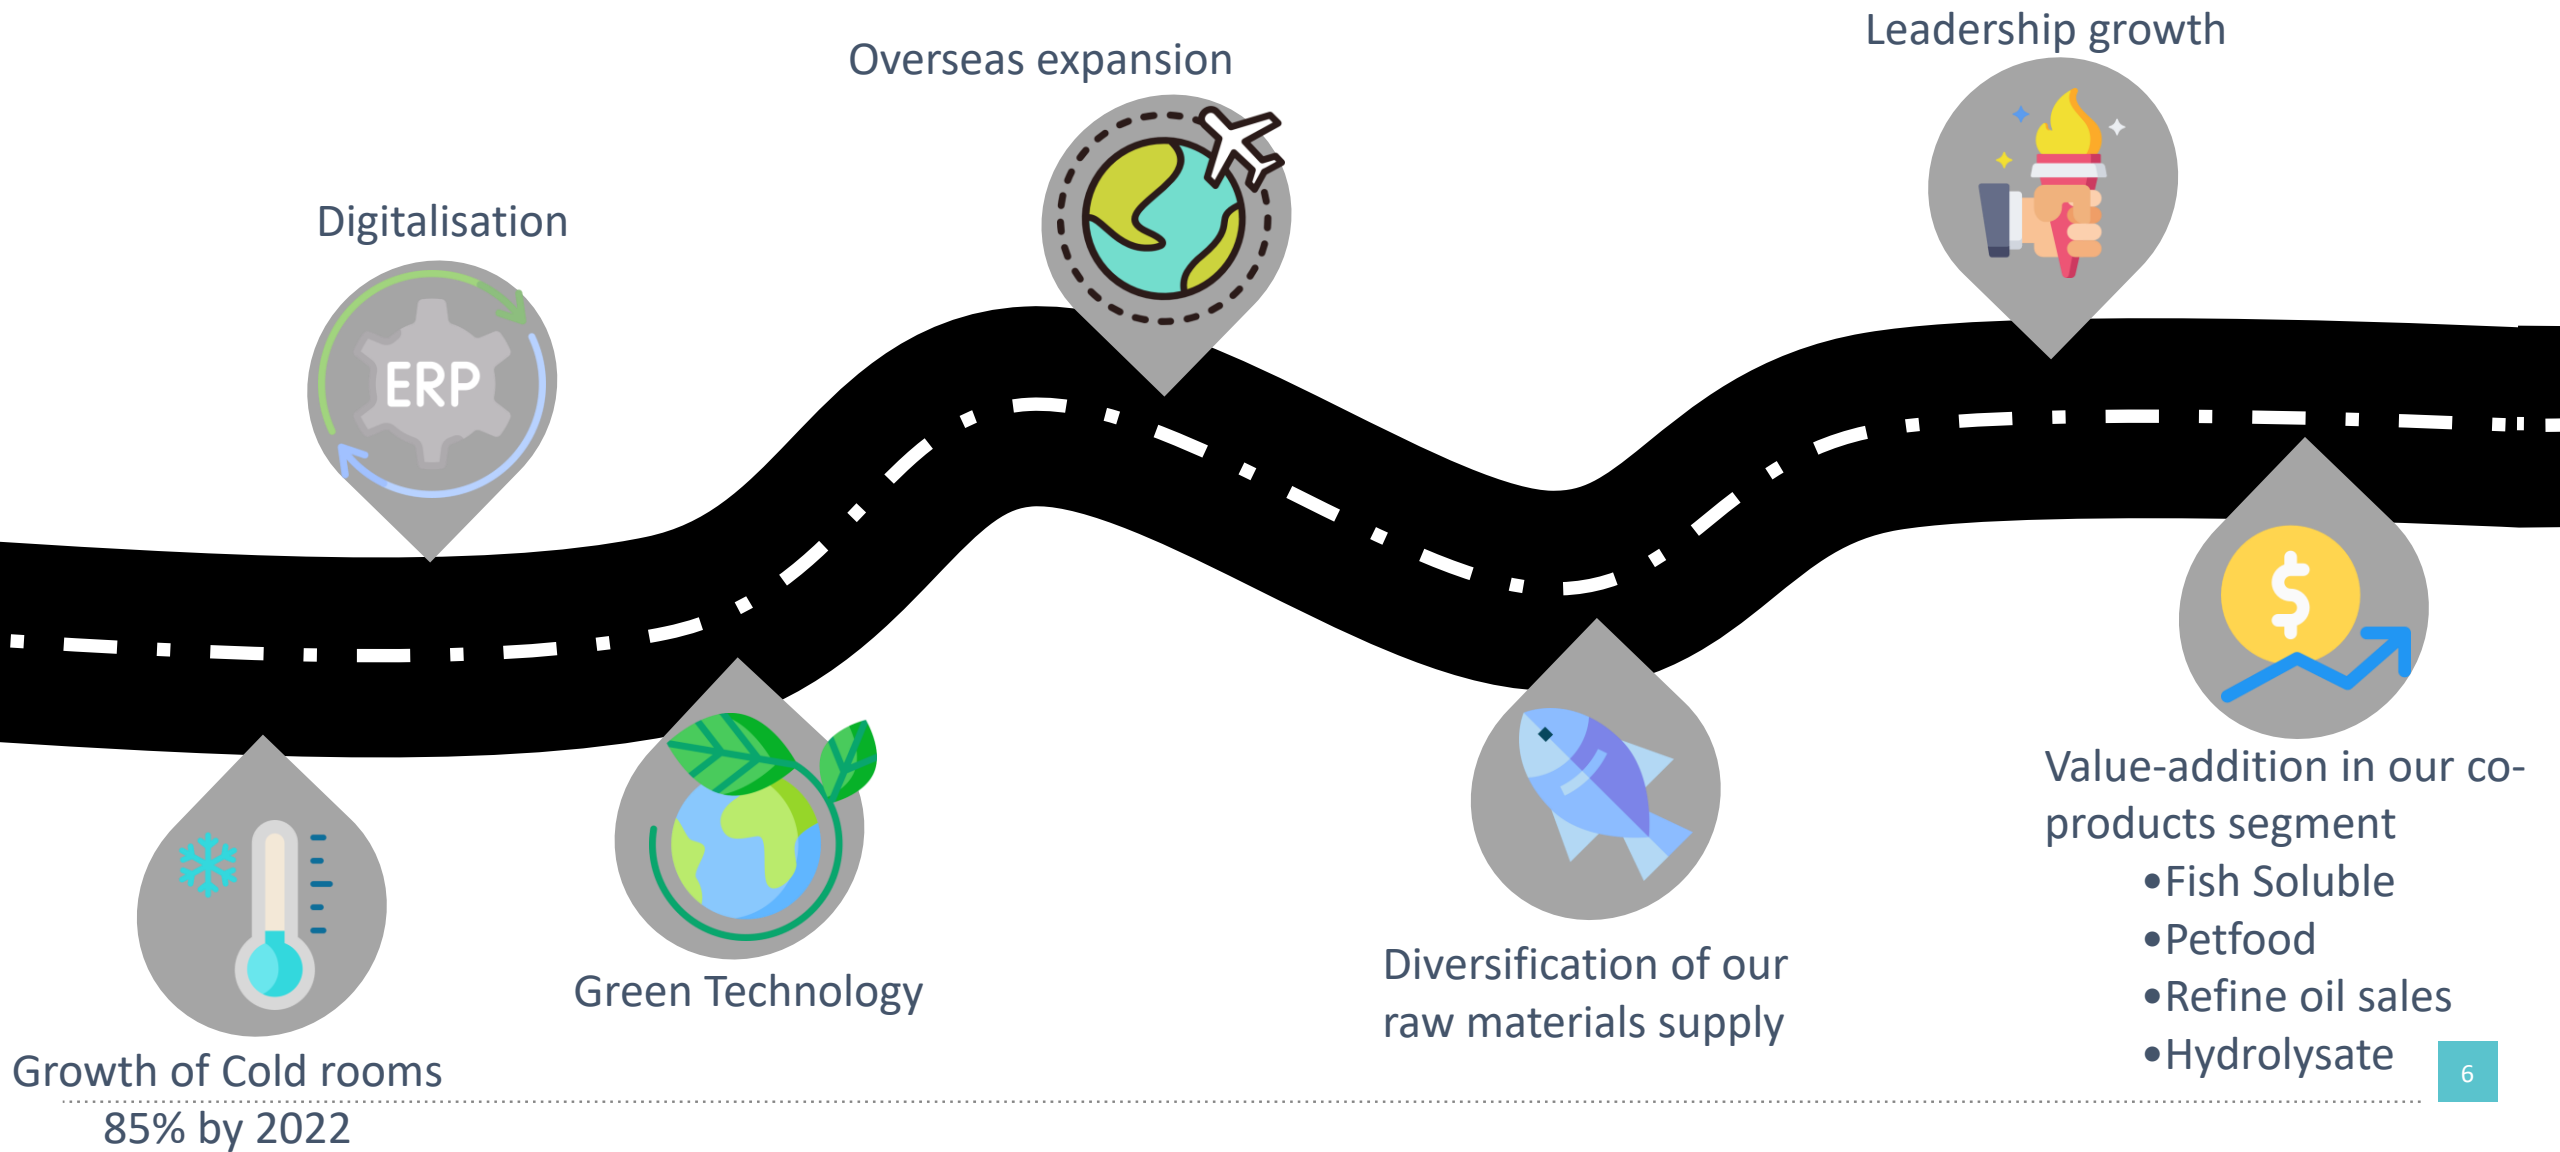 Leadership growth
Overseas expansion
Digitalisation
ERP
$
Value-addition in our co-
products segment
•Fish Soluble
•Petfood
•Refine oil sales
•Hydrolysate
Diversification of our
raw materials supply
Green Technology
Growth of Cold rooms
85% by 2022
6